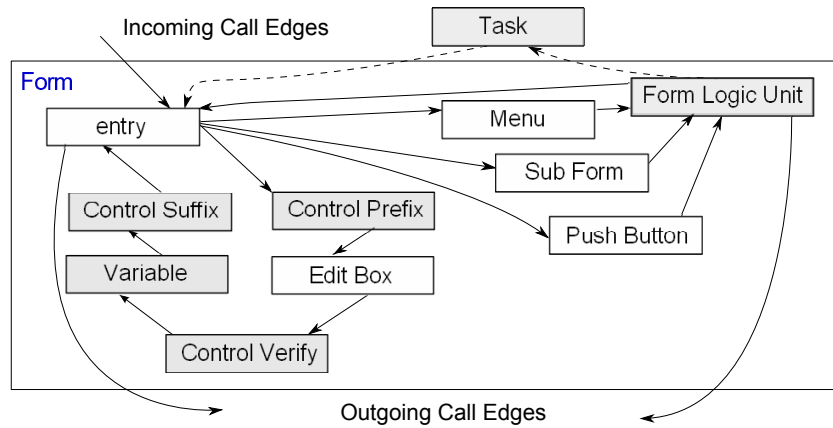 Incoming Call Edges
Task
Form
Form Logic Unit
entry
Menu
Sub Form
Control Suffix
Control Prefix
Push Button
Variable
Edit Box
Control Verify
Outgoing Call Edges